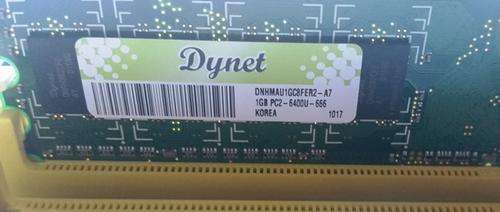 Dynet
DNHMAU1GC8FER2-A7
1GB PC2-6400U-666
KOREA 1017